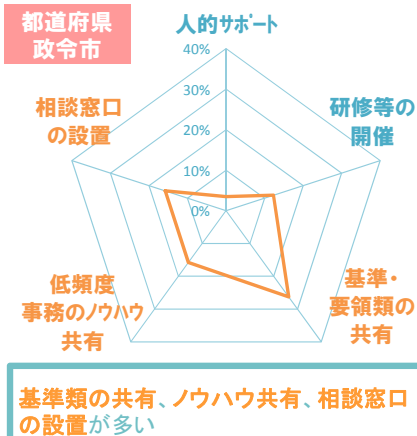 都道府県
政令市
人的サポート
40%
30%
20%
10%
0%
相談窓口
の設置
研修等の
開催
低頻度
事務のノウハウ
共有
基準・
要領類の
共有
基準類の共有、ノウハウ共有、相談窓口
の設置が多い